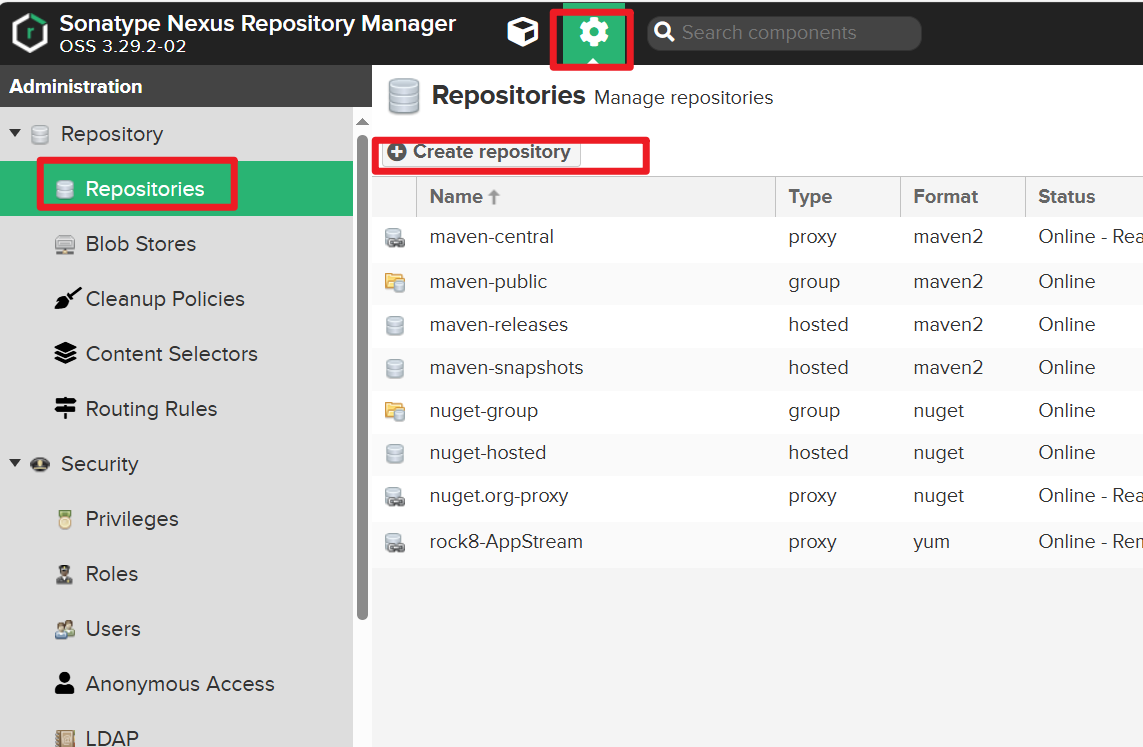 Sonatype Nexus Repository Manager
OSS 3.29.2-02
Search components
Administration
Repository
Repositories
Blob Stores
Cleanup Policies
Content Selectors
Routing Rules
Security
Privileges
Roles
Users
Anonymous Access
LDAP
Repositories Manage repositories
Create repository
Name Type Format Status
maven-central proxy maven2 Online - Rea
maven-public group maven2 Online
maven-releases hosted maven2 Online
maven-snapshots hosted maven2 Online
nuget-group group nuget Online
nuget-hosted hosted nuget Online
nuget.org-proxy proxy nuget Online - Rea
rock8-AppStream proxy yum Online - Rem